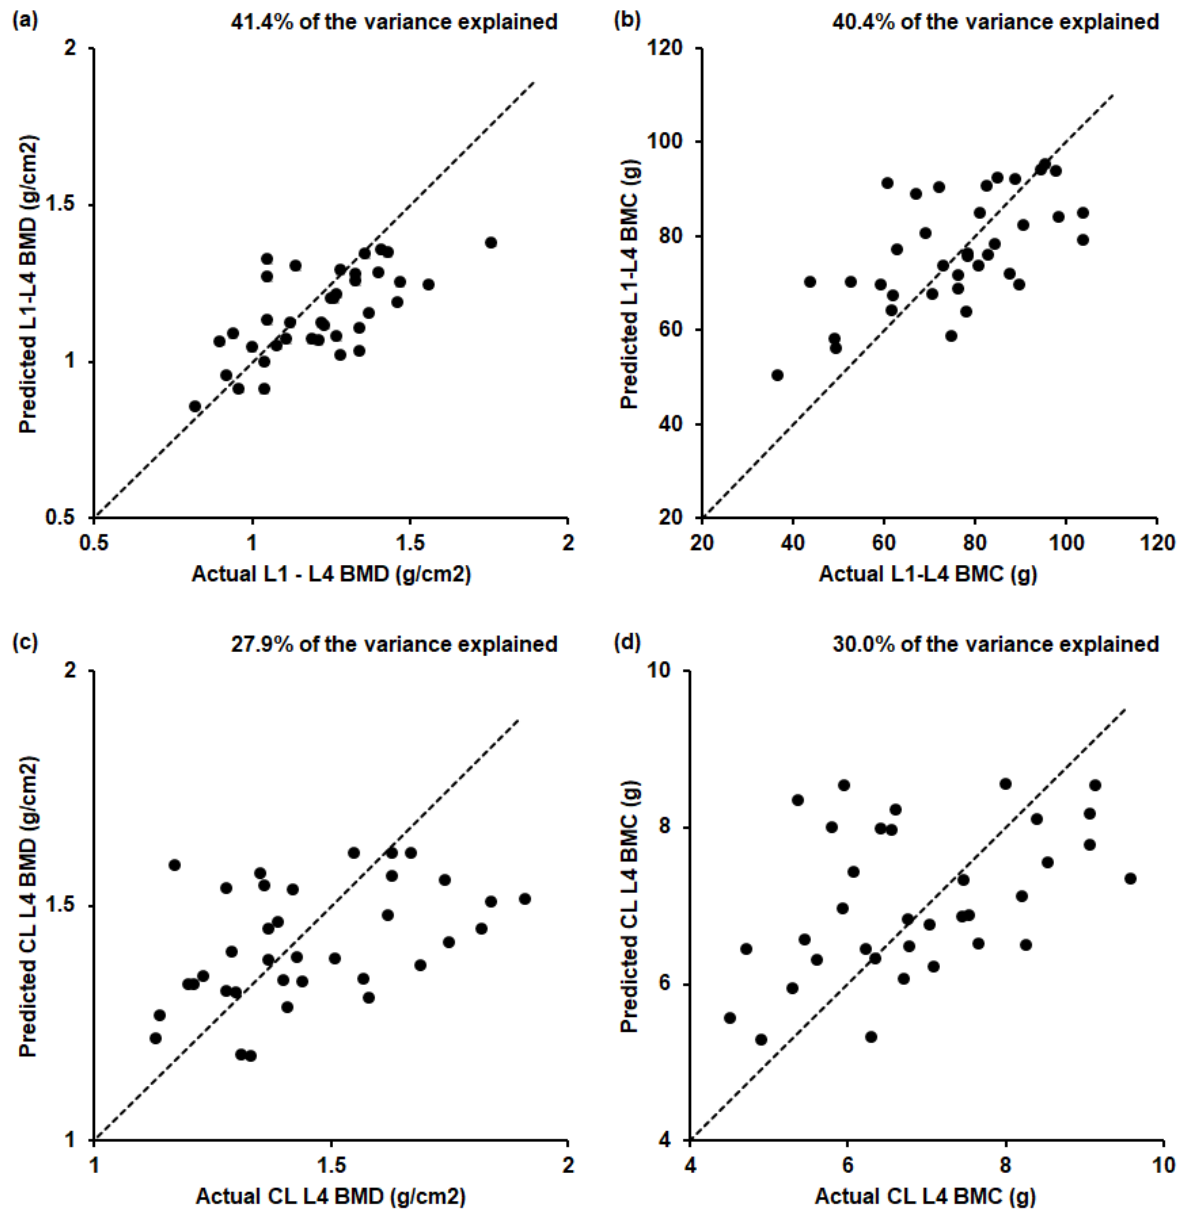 (a) 41.4% of the variance explained
2
1.5
1
0.5
Predicted L1-L4 BMD (g/cm2)
0.5 1 1.5 2
Actual L1 - L4 BMD (g/cm2)
(b) 40.4% of the variance explained
120
100
80
60
40
20
Predicted L1-L4 BMC (g)
20 40 60 80 100 120
Actual L1-L4 BMC (g)
(c) 27.9% of the variance explained
2
1.5
1
Predicted CL L4 BMD (g/cm2)
1 1.5 2
Actual CL L4 BMD (g/cm2)
(d) 30.0% of the variance explained
10
8
6
4
Predicted CL L4 BMC (g)
4 6 8 10
Actual CL L4 BMC (g)